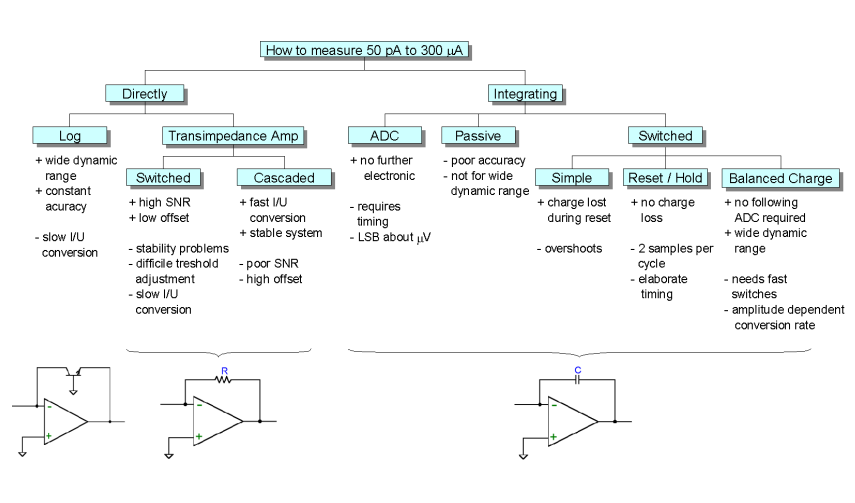 How to measure 50 pA to 300 µA
Directly
Integrating
Log
Transimpedance Amp
ADC
Passive
Switched
+ wide dynamic
range
+ constant
acuracy
- slow I/U
conversion
Switched
+ high SNR
+ low offset
- stability problems
- difficile treshold
adjustment
- slow I/U
conversion
Cascaded
+ fast I/U
conversion
+ stable system
- poor SNR
- high offset
+ no further
electronic
- requires
timing
- LSB about µV
- poor accuracy
- not for wide
dynamic range
Simple
+ charge lost
during reset
- overshoots
Reset / Hold
+ no charge
loss
- 2 samples per
cycle
- elaborate
timing
Balanced Charge
+ no following
ADC required
+ wide dynamic
range
- needs fast
switches
- amplitude dependent
conversion rate
-
+
R
-
+
C
-
+